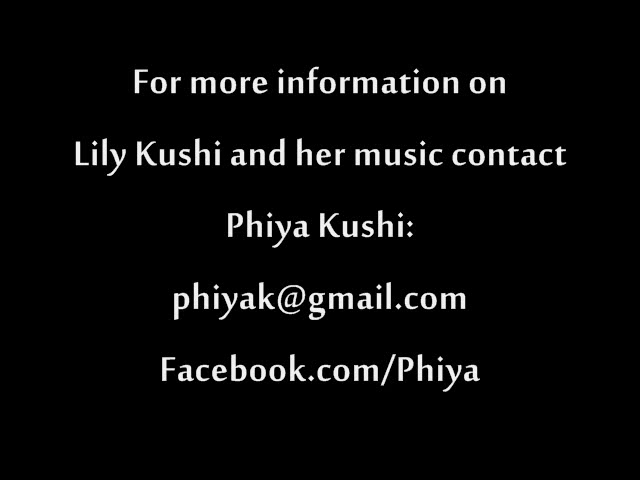 For more information on
Lily Kushi and her music contact
Phiya Kushi:
phiyak@gmail.com
Facebook.com/Phiya